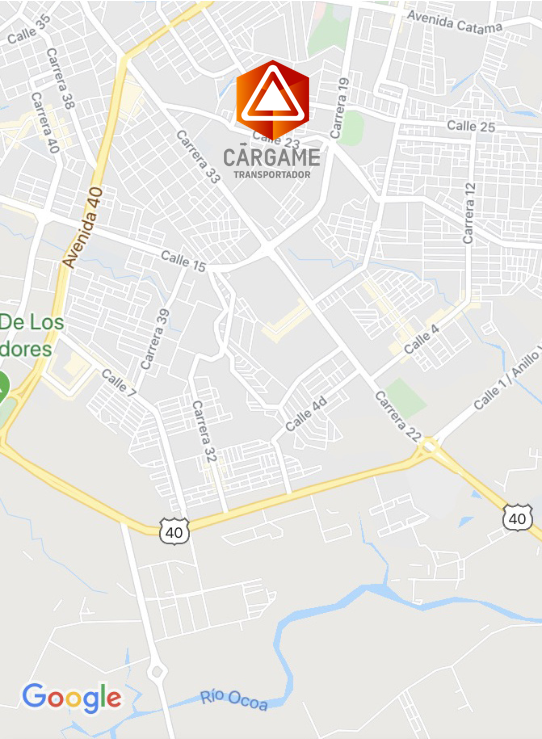 Avenida Catama
Calle 35
Carrera 38
Carrera 19
Carrera 40
Calle 25
Calle 23
CÁRGAME
TRANSPORTADOR
Carrera 33
Carrera 12
Avenida 40
Calle 15
De Los
dores
Carrera 39
Calle 4
Calle 7
Calle 1 / Anillo V
Calle 4d
Carrera 22
Carrera 32
40
40
Río Ocoa
Google